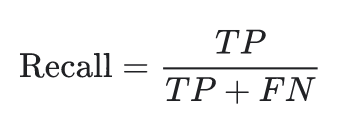 Recall = TP / (TP + FN)